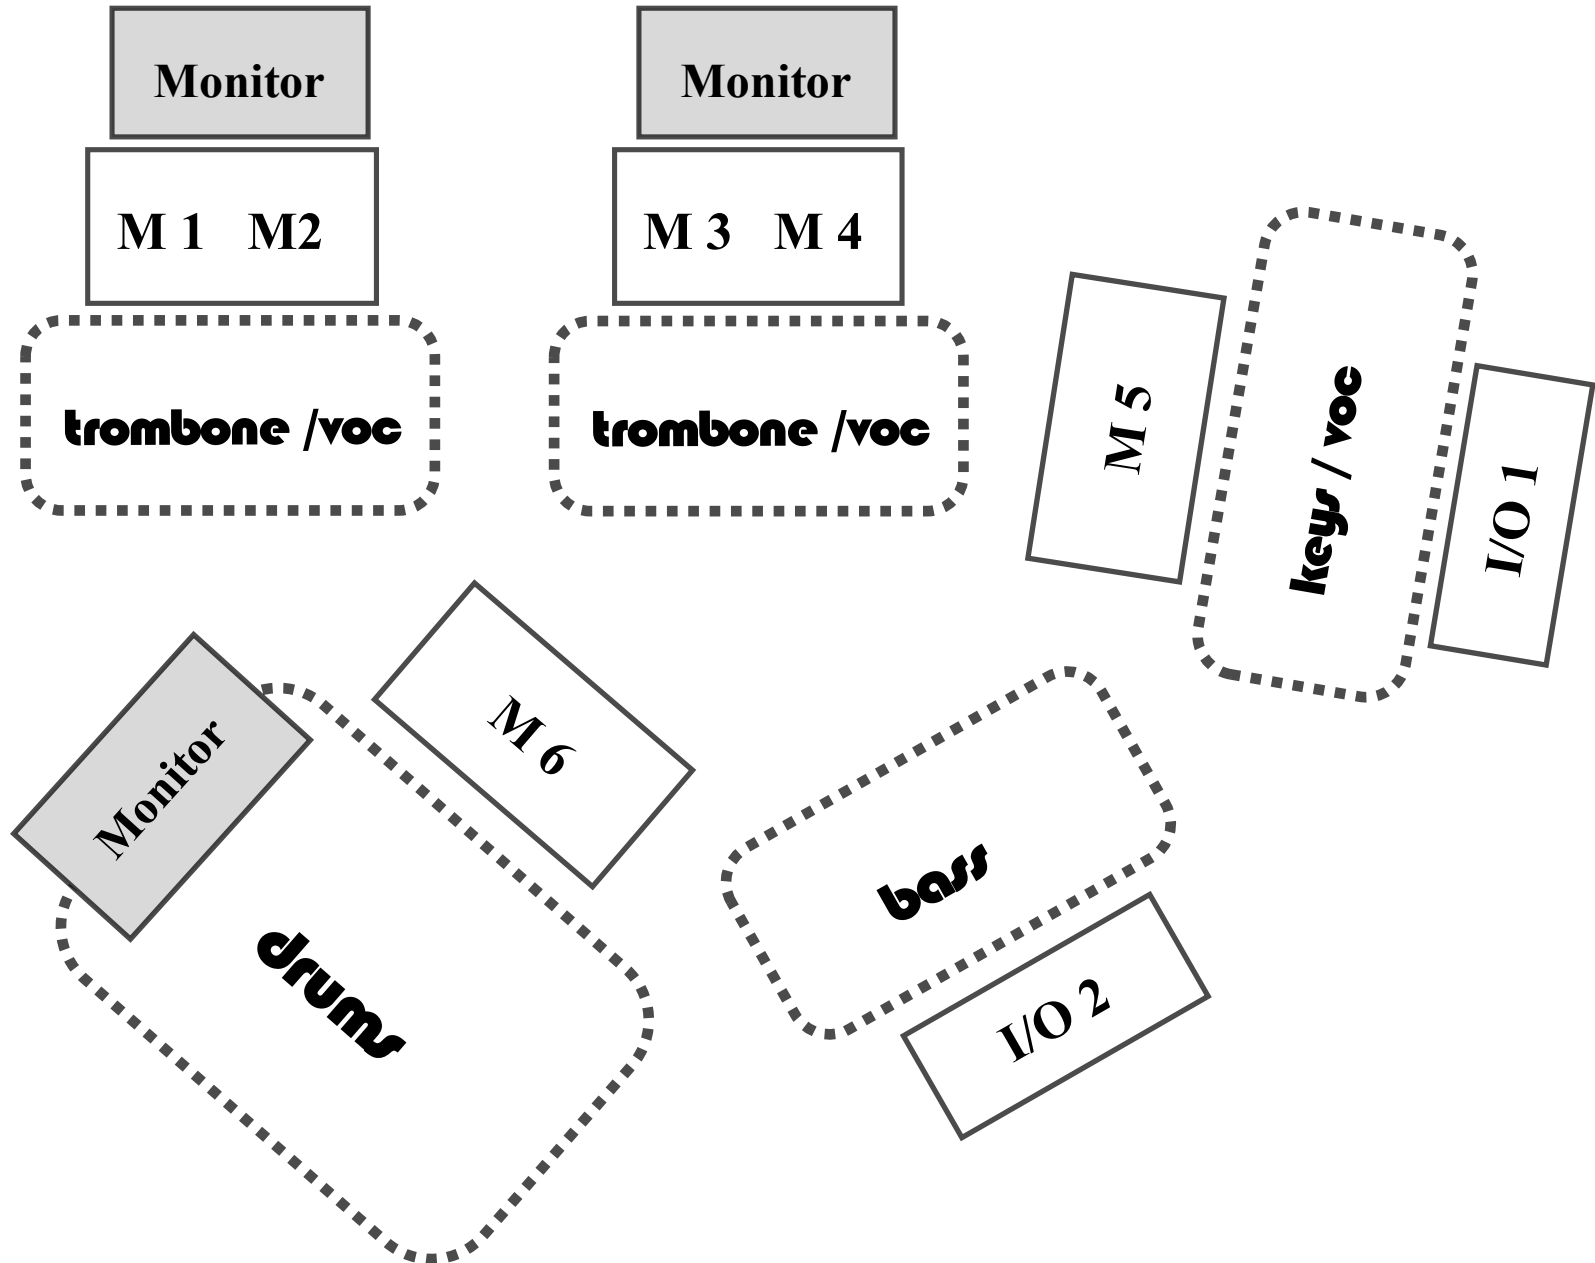 Monitor
Monitor
M 1 M2
M 3 M 4
trombone /voc
trombone /voc
M 5
keys / voc
I/O 1
Monitor
M 6
drums
bass
I/O 2